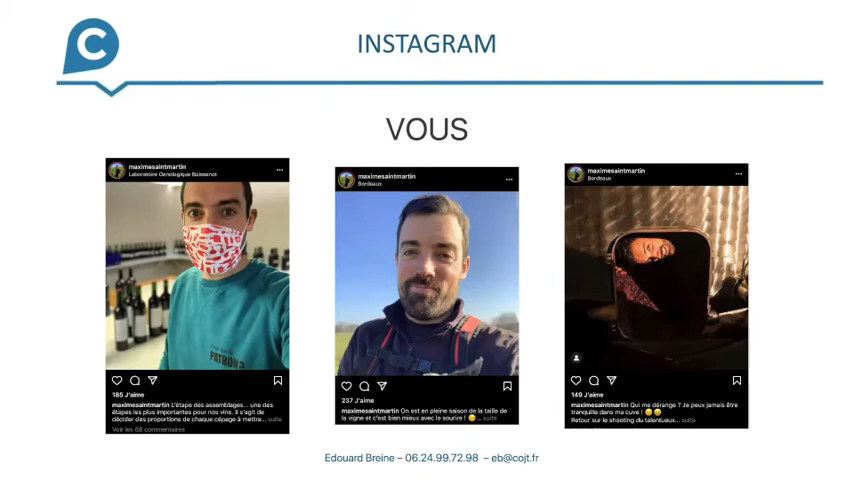 C
INSTAGRAM
VOUS
maximesaintmartin
Laboratoire Oenologique Boissenot
PATRON
185 J'aime
maximesaintmartin L'étape des assemblages... une des
étapes les plus importantes pour nos vins. Il s'agit de
décider des proportions de chaque cépage à mettre... suite
Voir les 68 commentaires
maximesaintmartin
Bordeaux
237 J'aime
maximesaintmartin On est en pleine saison de la taille de
la vigne et c'est bien mieux avec le sourire ! 😉... suite
maximesaintmartin
Bordeaux
149 J'aime
maximesaintmartin Qui me dérange ? Je peux jamais être
tranquille dans ma cuve !
Retour sur le shooting du talentueux... suite
Edouard Breine – 06.24.99.72.98 – eb@cojt.fr